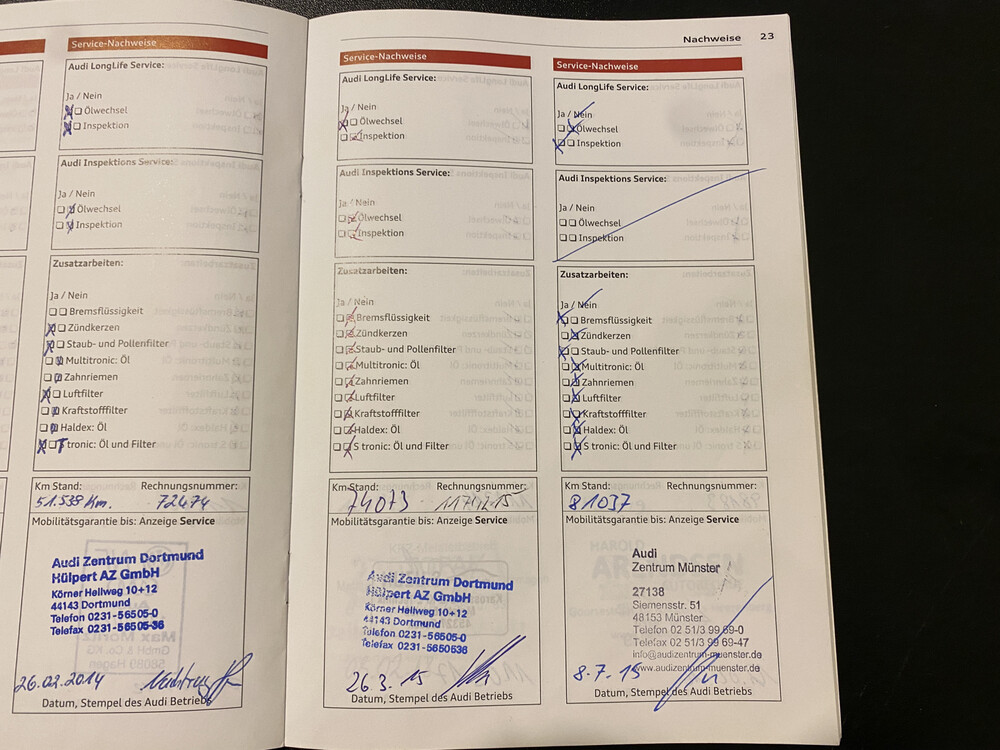 Nachweise 23
Service-Nachweise
Audi LongLife Service:
Ja / Nein
Ölwechsel
Inspektion
Audi Inspektions Service:
Ja / Nein
Ölwechsel
Inspektion
Zusatzarbeiten:
Ja / Nein
Bremsflüssigkeit
Zündkerzen
Staub- und Pollenfilter
Multitronic: Öl
Zahnriemen
Luftfilter
Kraftstofffilter
Haldex: Öl
S tronic: Öl und Filter
Km Stand: Rechnungsnummer:
51.538 Km. 72474
Mobilitätsgarantie bis: Anzeige Service
Audi Zentrum Dortmund
Hülpert AZ GmbH
Körner Hellweg 10+12
44143 Dortmund
Telefon 0231-56505-0
Telefax 0231-56505-36
26.02.2014
Datum, Stempel des Audi Betriebs
Service-Nachweise
Audi LongLife Service:
Ja / Nein
Ölwechsel
Inspektion
Audi Inspektions Service:
Ja / Nein
Ölwechsel
Inspektion
Zusatzarbeiten:
Ja / Nein
Bremsflüssigkeit
Zündkerzen
Staub- und Pollenfilter
Multitronic: Öl
Zahnriemen
Luftfilter
Kraftstofffilter
Haldex: Öl
S tronic: Öl und Filter
Km-Stand: Rechnungsnummer:
74073
Mobilitätsgarantie bis: Anzeige Service
Audi Zentrum Dortmund
Hülpert AZ GmbH
Körner Hellweg 10+12
44143 Dortmund
Telefon 0231-56505-0
Telefax 0231-5650536
26.3. 15
Datum, Stempel des Audi Betriebs
Service-Nachweise
Audi LongLife Service:
Ja / Nein
Ölwechsel
Inspektion
Audi Inspektions Service:
Ja / Nein
Ölwechsel
Inspektion
Zusatzarbeiten:
Ja / Nein
Bremsflüssigkeit
Zündkerzen
Staub- und Pollenfilter
Multitronic: Öl
Zahnriemen
Luftfilter
Kraftstofffilter
Haldex: Öl
S tronic: Öl und Filter
Km Stand: Rechnungsnummer:
81037
Mobilitätsgarantie bis: Anzeige Service
Audi
Zentrum Münster
27138
Siemensstr. 51
48153 Münster
Telefon 02 51/3 99 69-0
Telefax 02 51/3 99 69-47
info@audizentrum-muenster.de
www.audizentrum-muenster.de
8.7.15
Datum, Stempel des Audi Betriebs